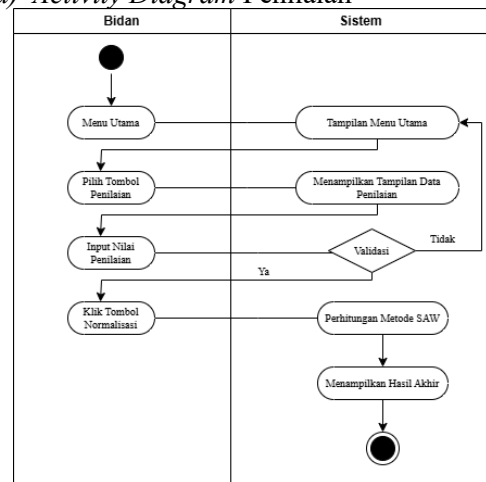 Activity Diagram Penilaian
Bidan
Sistem
Menu Utama
Tampilan Menu Utama
Pilih Tombol
Penilaian
Menampilkan Tampilan Data
Penilaian
Input Nilai
Penilaian
Validasi
Tidak
Ya
Klik Tombol
Normalisasi
Perhitungan Metode SAW
Menampilkan Hasil Akhir